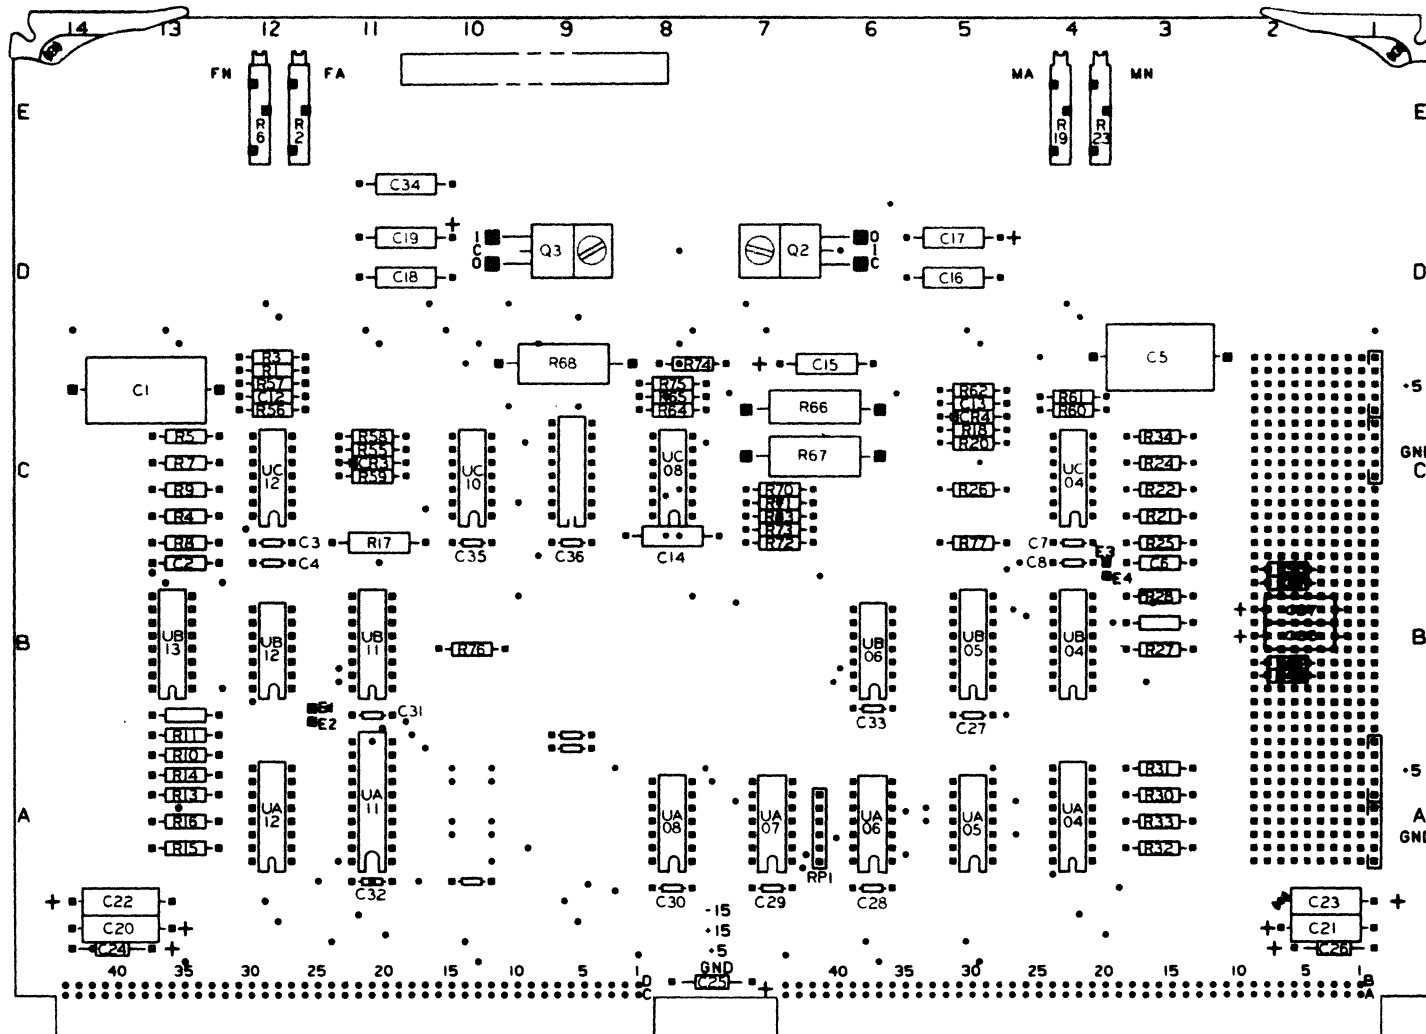 14 13 12 11 10 9 8 7 6 5 4 3 2 1
FN FA MA MN
E E
R6 R2 R19 R23
C34
C19 1 C O Q3 Q2 O 1 C C17
D D
C18 C16
R3
R1
R57
C12
R56
C1
R68 R74 C15 C5
R75
R65
R64
R66
R67
R62
C13
CR4
R18
R20
R61
R60
+5
GND
C C
R5
R7
R9
R4
R8
C2
UC 12
R58
R55
CR3
R59
UC 10
UC 08
R70
R71
R73
R72
R26
UC 04
R34
R24
R22
R21
R25
C6
C3
C4
R17
C35 C36 C14
R77
C7
C8
E3
E4
R28
R27
B B
UB 13
UB 12
UB 11
R76
UB 06
UB 05
UB 04
E1
E2
C31
C33 C27
R11
R10
R14
R13
R16
R15
A A
UA 12
UA 11
UA 08
UA 07
UA 06
UA 05
UA 04
R31
R30
R33
R32
+5
GND
C32 C30 C29 RP1 C28
C22
C20
C24
C23
C21
C26
-15
+15
+5
GND
C25
40 35 30 25 20 15 10 5 1 D
C
40 35 30 25 20 15 10 5 1 B
A